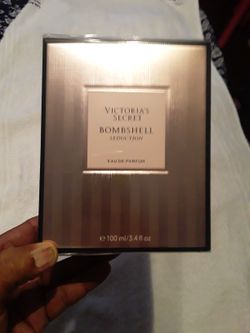 VICTORIA'S
SECRET
BOMBSHELL
SEDUCTION
EAU DE PARFUM
℮ 100 ml/3.4 fl oz